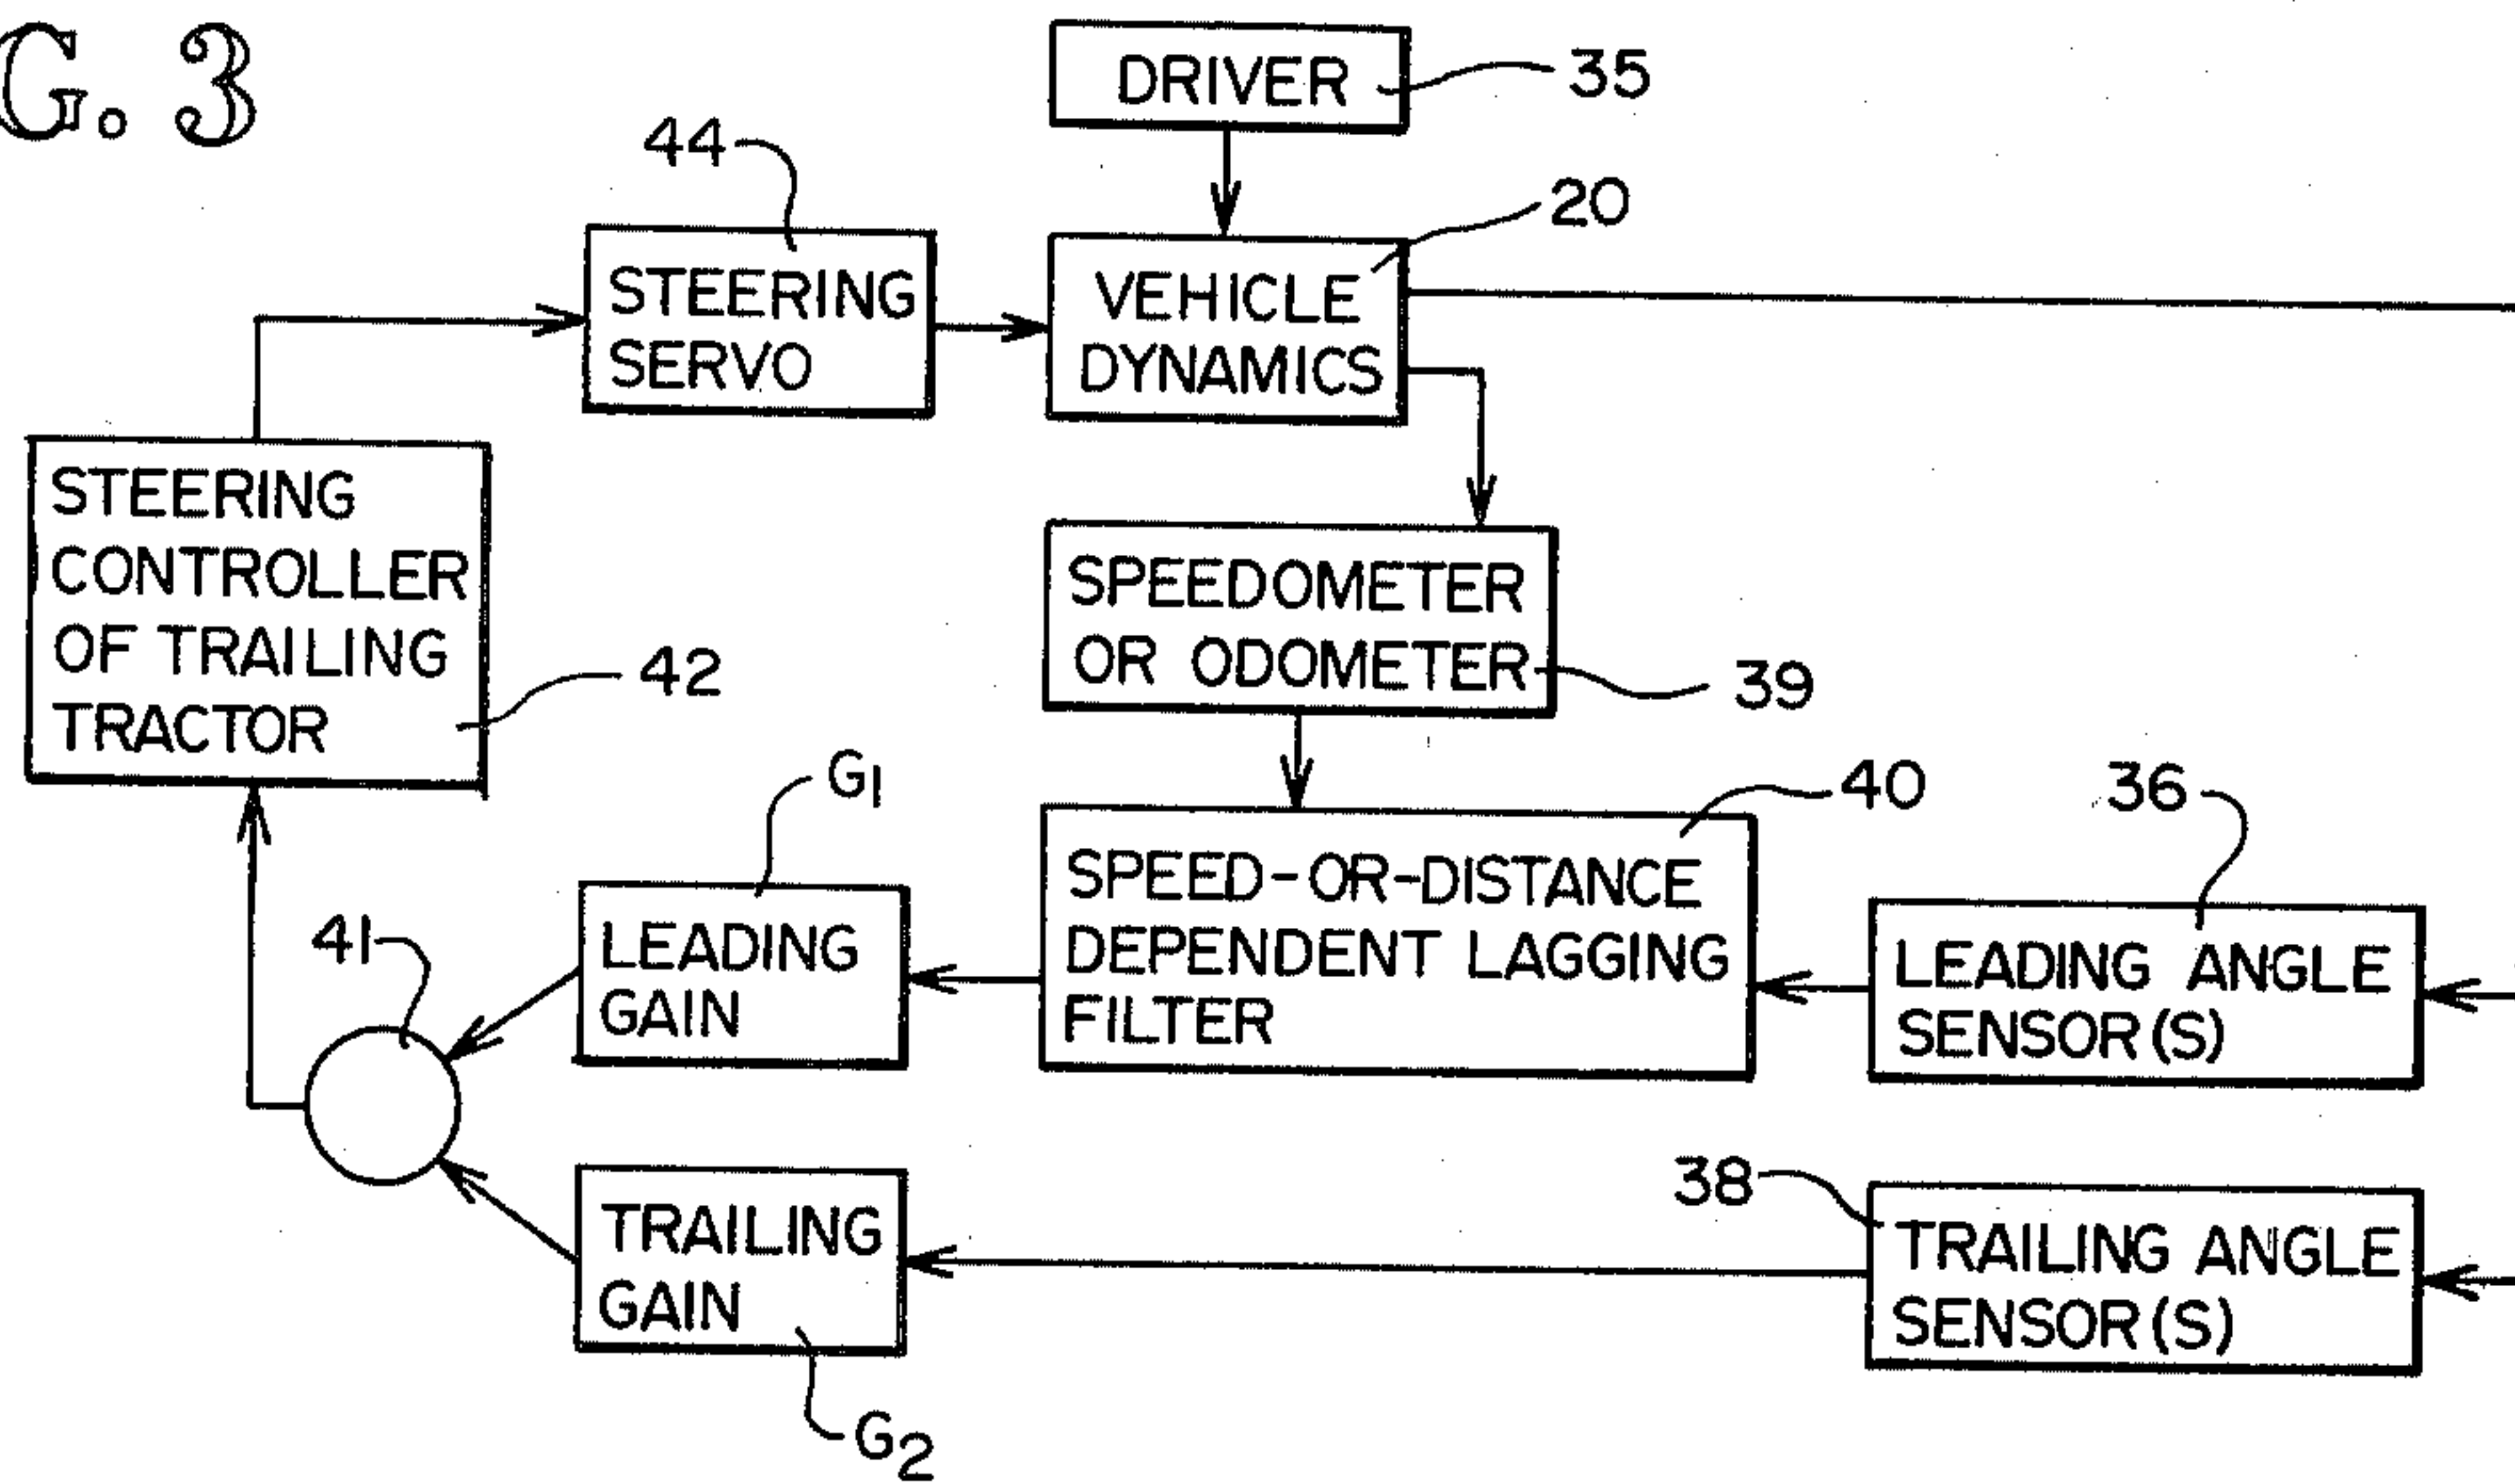 G. 3
DRIVER
35
44
20
STEERING
SERVO
VEHICLE
DYNAMICS
STEERING
CONTROLLER
OF TRAILING
TRACTOR
42
SPEEDOMETER
OR ODOMETER
39
G1
40
36
SPEED-OR-DISTANCE
DEPENDENT LAGGING
FILTER
LEADING
GAIN
LEADING ANGLE
SENSOR(S)
41
38
TRAILING
GAIN
TRAILING ANGLE
SENSOR(S)
G2